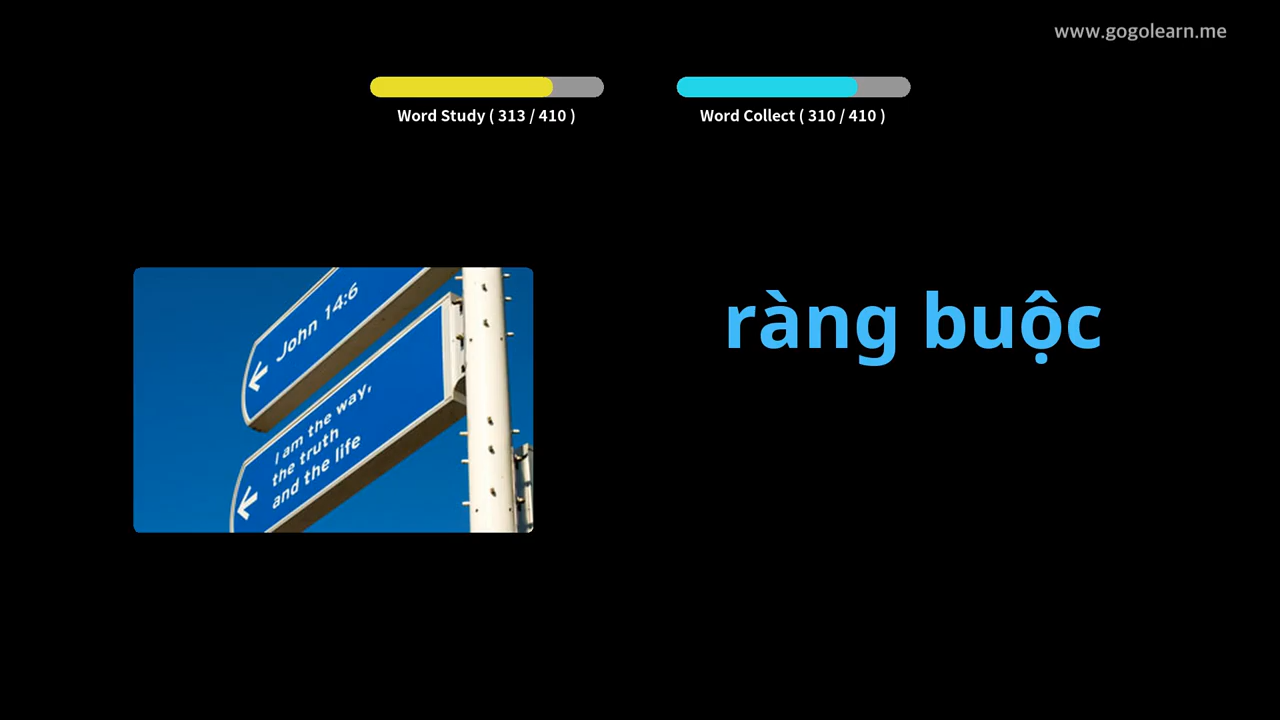 www.gogolearn.me
Word Study ( 313 / 410 )
Word Collect ( 310 / 410 )
John 14:6
I am the way,
the truth
and the life
ràng buộc